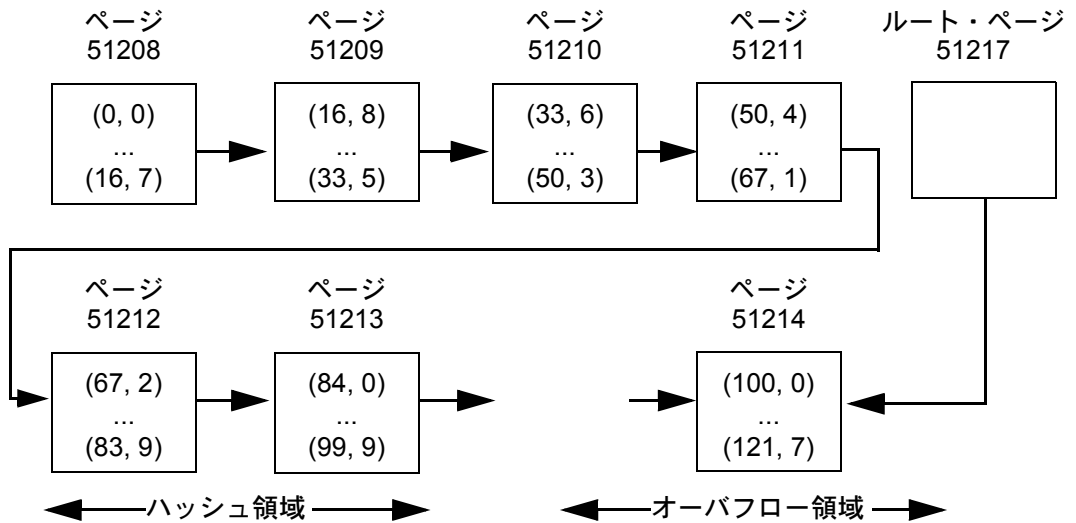 ページ
51208
ページ
51209
ページ
51210
ページ
51211
ルート・ページ
51217
(0, 0)
...
(16, 7)
(16, 8)
...
(33, 5)
(33, 6)
...
(50, 3)
(50, 4)
...
(67, 1)
ページ
51212
ページ
51213
ページ
51214
(67, 2)
...
(83, 9)
(84, 0)
...
(99, 9)
(100, 0)
...
(121, 7)
ハッシュ領域
オーバフロー領域